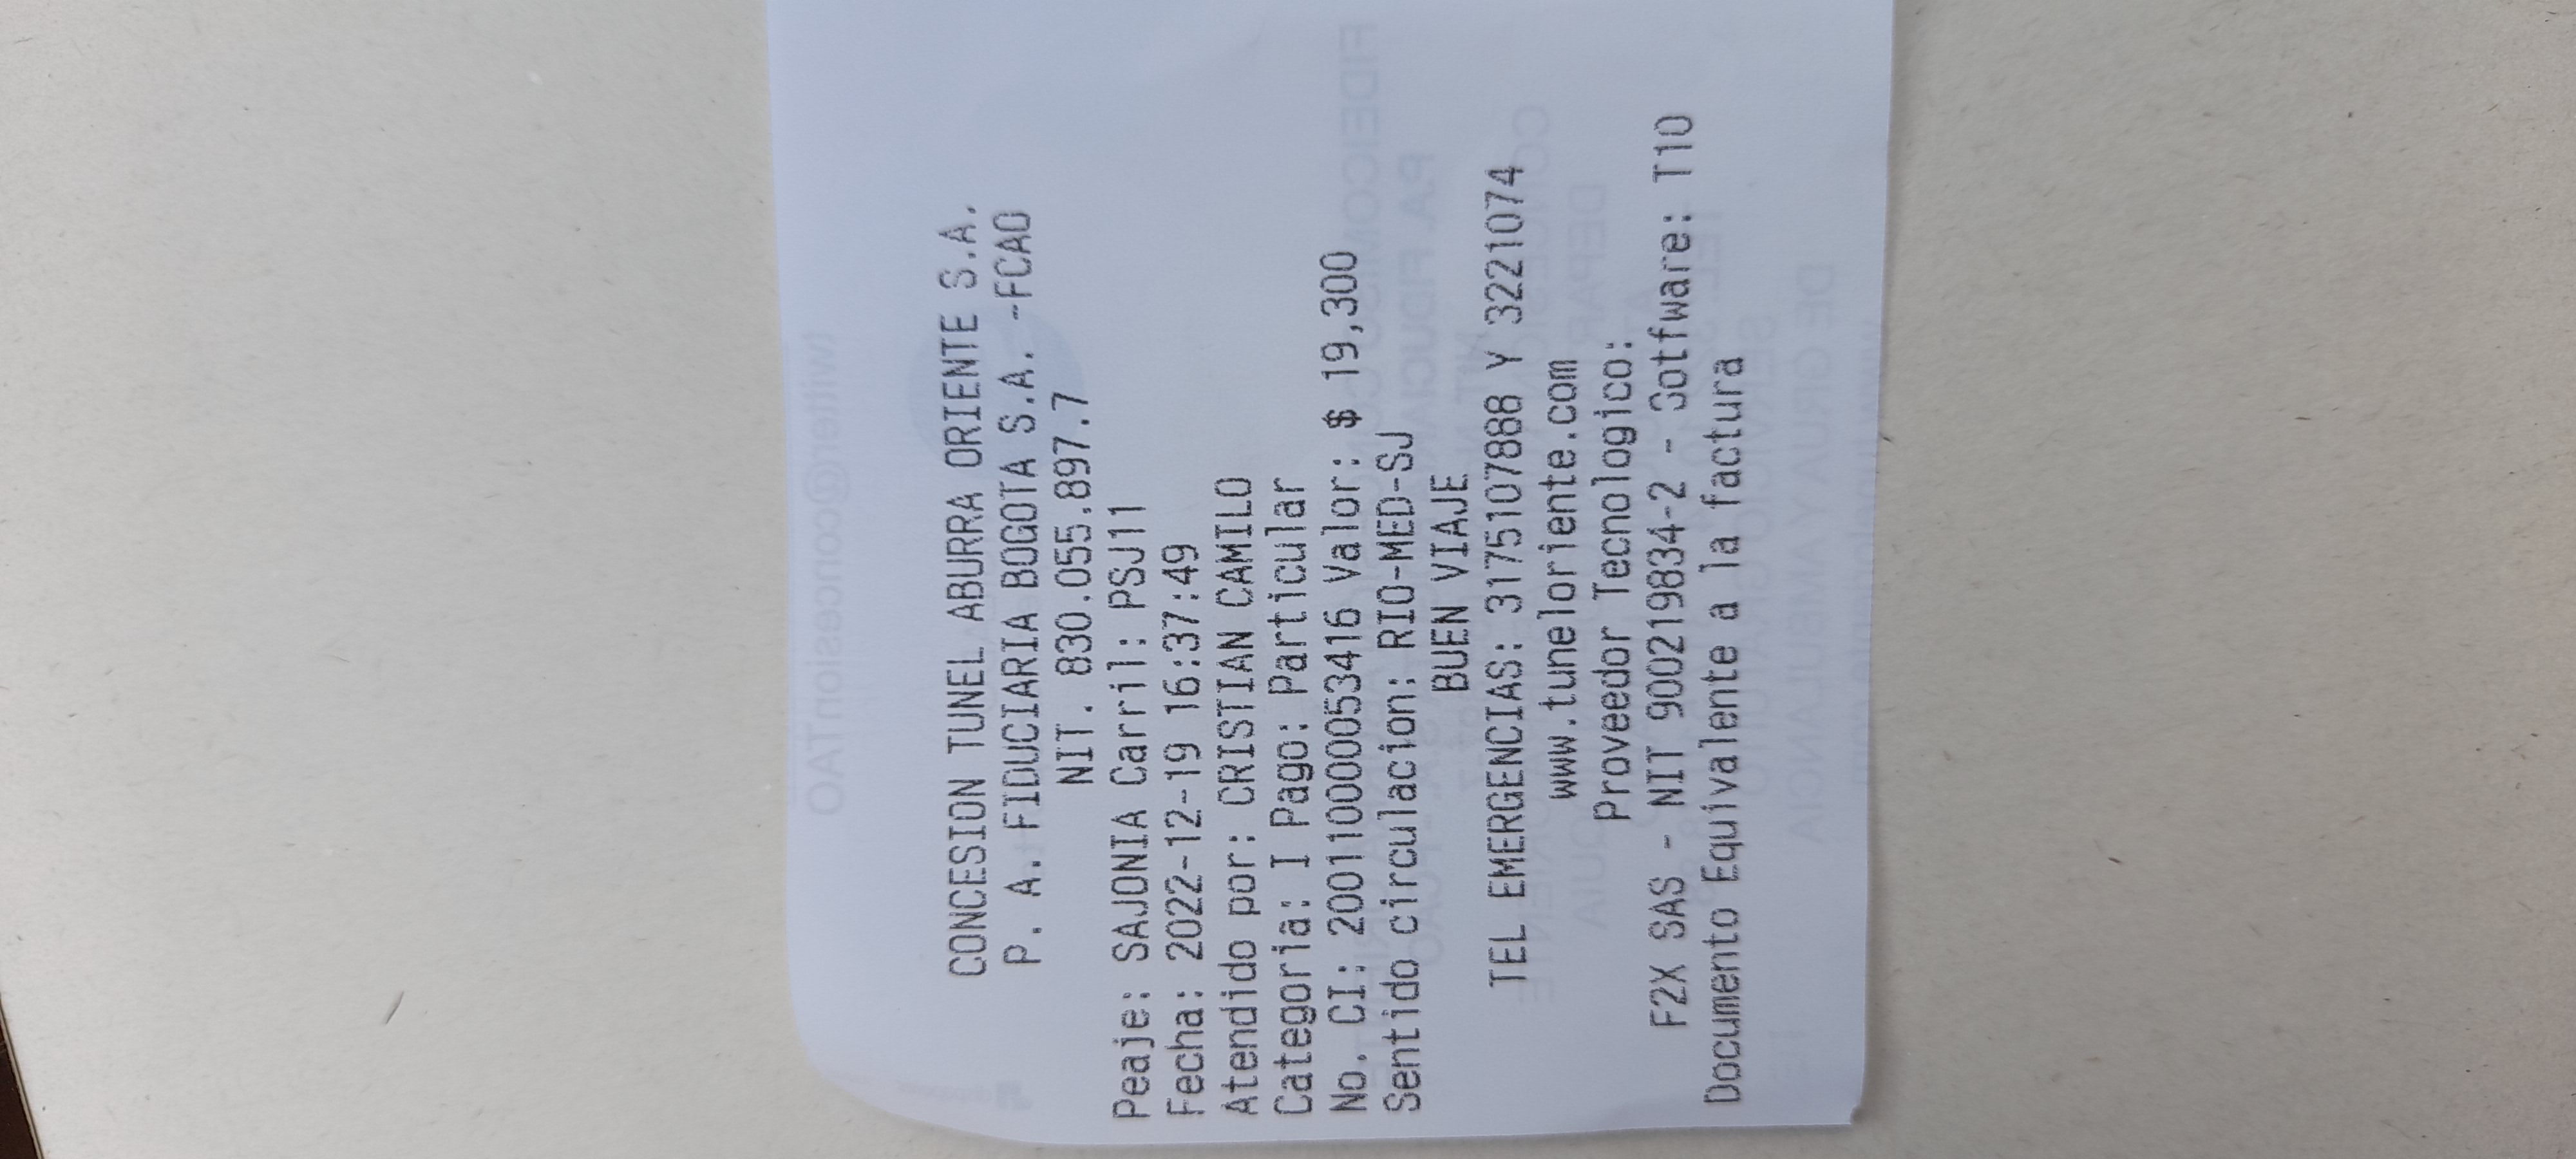 CONCESION TUNEL ABURRA ORIENTE S.A.
P. A. FIDUCIARIA BOGOTA S.A. -FCAO
NIT. 830.055.897.7
Peaje: SAJONIA Carril: PSJ11
Fecha: 2022-12-19 16:37:49
Atendido por: CRISTIAN CAMILO
Categoria: I Pago: Particular
No. CI: 200110000053416 Valor: $ 19,300
Sentido circulacion: RIO-MED-SJ
BUEN VIAJE
TEL EMERGENCIAS: 3175107888 Y 3221074
www.tuneloriente.com
Proveedor Tecnologico:
F2X SAS - NIT 900219834-2 - Sotfware: T10
Documento Equivalente a la factura